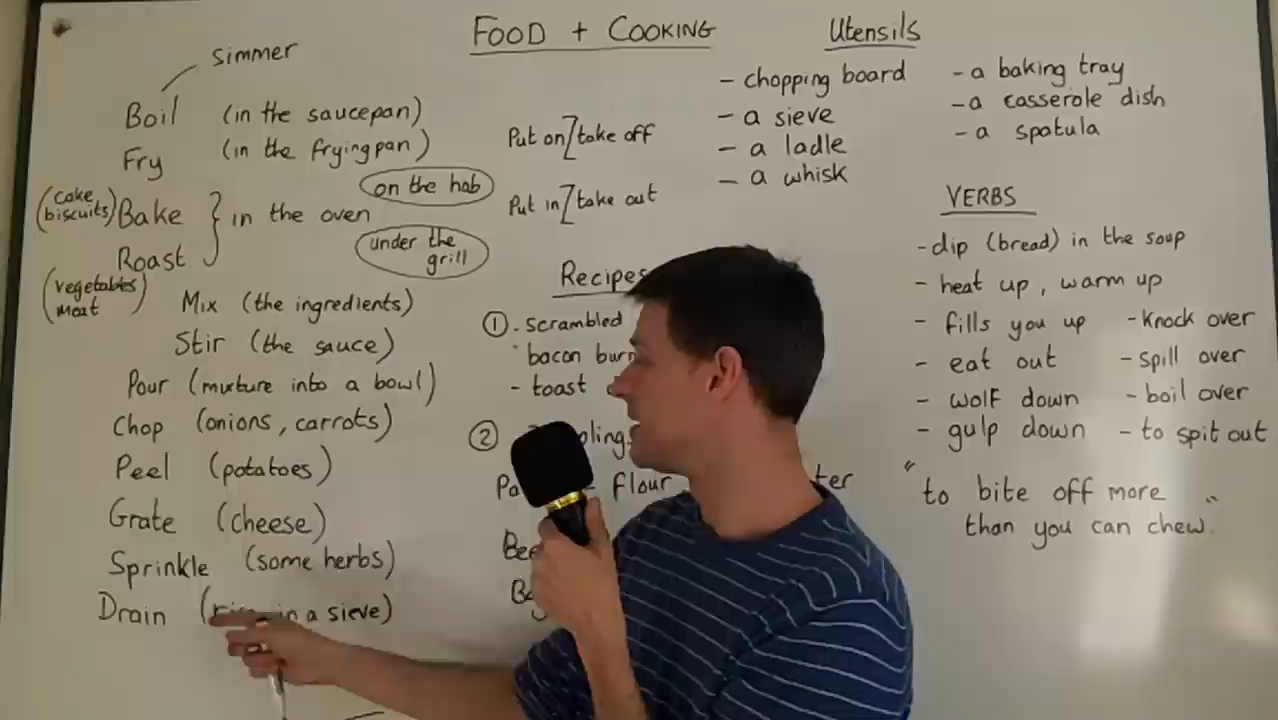 FOOD + COOKING
simmer
Boil (in the saucepan)
Fry (in the frying pan)
on the hob
(cake biscuits) Bake } in the oven
Roast
under the grill
(vegetables meat)
Mix (the ingredients)
Stir (the sauce)
Pour (mixture into a bowl)
Chop (onions, carrots)
Peel (potatoes)
Grate (cheese)
Sprinkle (some herbs)
Drain in a sieve)
Put on / take off
Put in / take out
Recipes
① - scrambled
bacon
- toast
②
Flour
Utensils
- chopping board
- a sieve
- a ladle
- a whisk
- a baking tray
- a casserole dish
- a spatula
VERBS
- dip (bread) in the soup
- heat up, warm up
- fills you up
- eat out
- wolf down
- gulp down
- Knock over
- spill over
- boil over
- to spit out
"to bite off more
than you can chew."